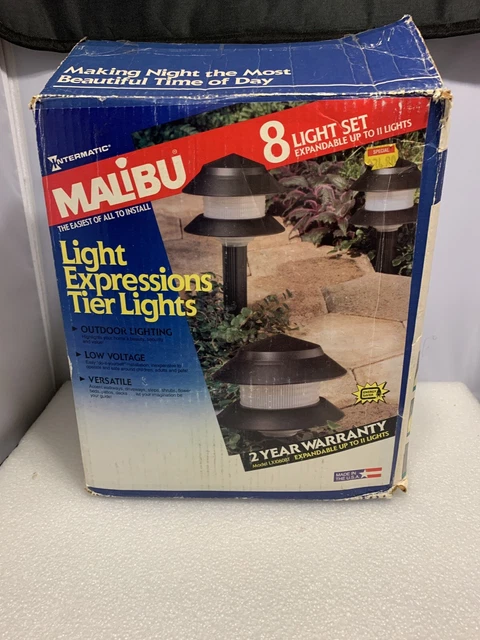 Making Night the Most
Beautiful Time of Day
INTERMATIC®
MALIBU®
THE EASIEST OF ALL TO INSTALL
8 LIGHT SET
EXPANDABLE UP TO 11 LIGHTS
SPECIAL
Light
Expressions
Tier Lights
OUTDOOR LIGHTING
LOW VOLTAGE
VERSATILE
2 YEAR WARRANTY
EXPANDABLE UP TO 11 LIGHTS
MADE IN
THE U.S.A.